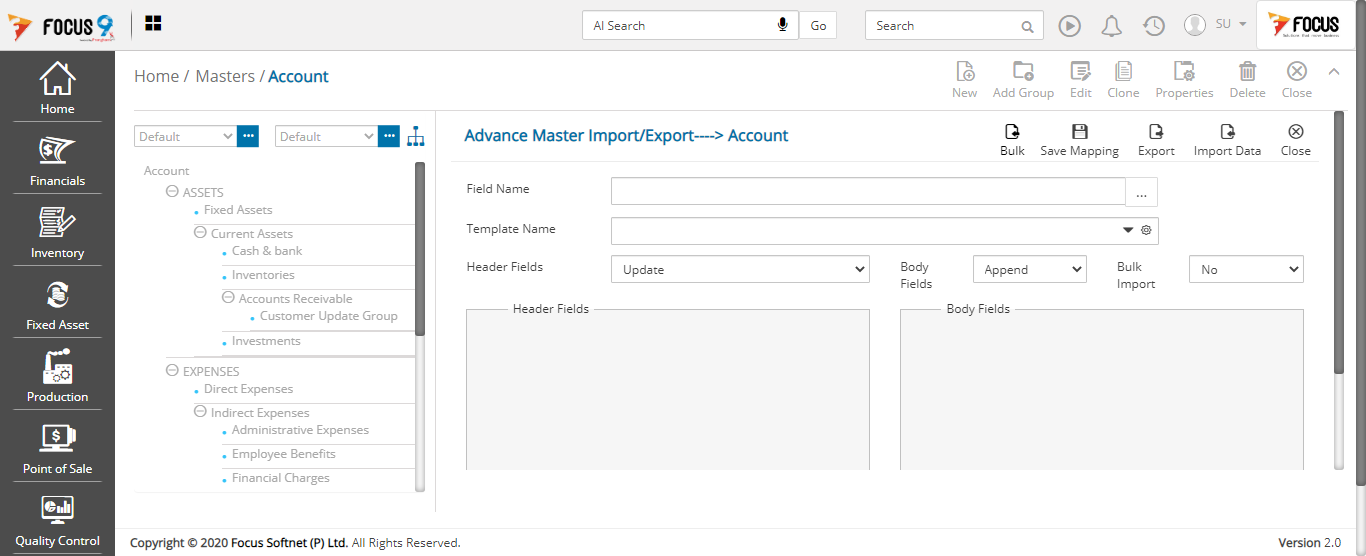 FOCUS 9
AI Search
Go
Search
SU
FOCUS
Home
Financials
Inventory
Fixed Asset
Production
Point of Sale
Quality Control
Home / Masters / Account
New
Add Group
Edit
Clone
Properties
Delete
Close
Default
...
Default
...
Account
ASSETS
Fixed Assets
Current Assets
Cash & bank
Inventories
Accounts Receivable
Customer Update Group
Investments
EXPENSES
Direct Expenses
Indirect Expenses
Administrative Expenses
Employee Benefits
Financial Charges
Advance Master Import/Export----> Account
Bulk
Save Mapping
Export
Import Data
Close
Field Name
...
Template Name
Header Fields
Update
Body
Fields
Append
Bulk
Import
No
Header Fields
Body Fields
Copyright © 2020 Focus Softnet (P) Ltd. All Rights Reserved.
Version 2.0